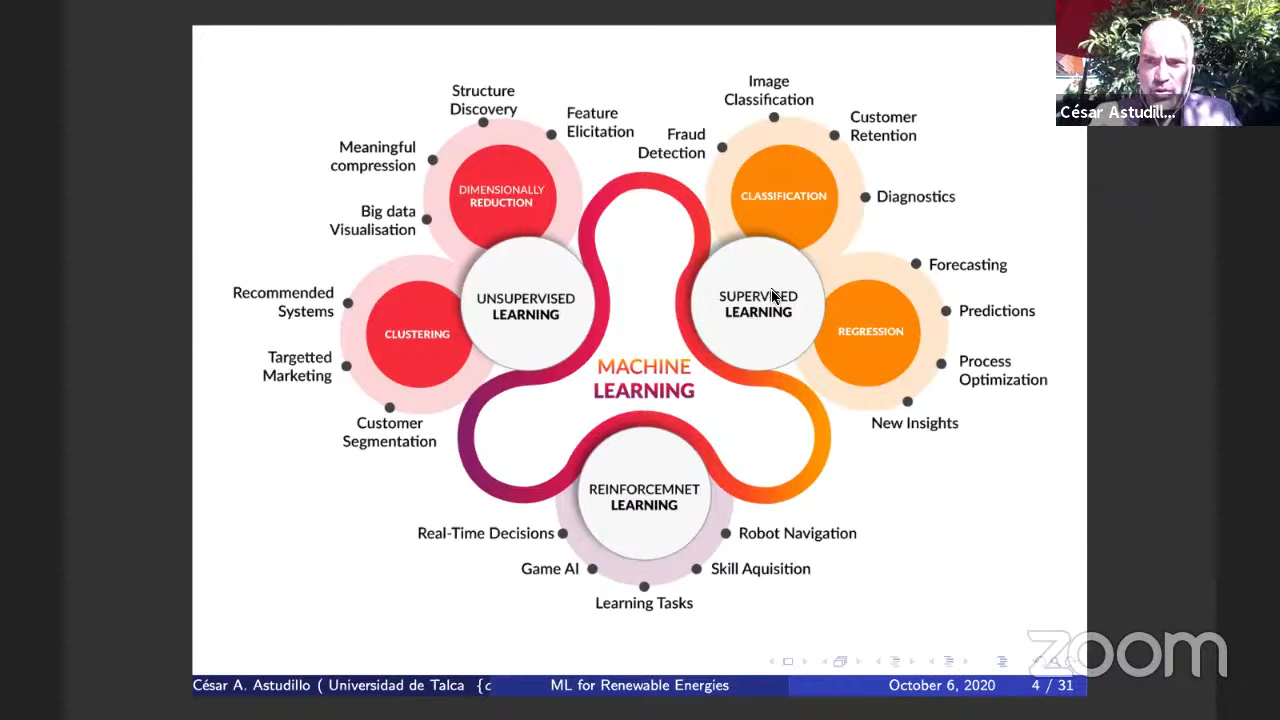 César Astudill...
Structure
Discovery
Feature
Elicitation
Meaningful
compression
Big data
Visualisation
DIMENSIONALLY
REDUCTION
Recommended
Systems
Targetted
Marketing
Customer
Segmentation
CLUSTERING
UNSUPERVISED
LEARNING
Image
Classification
Fraud
Detection
Customer
Retention
Diagnostics
CLASSIFICATION
SUPERVISED
LEARNING
Forecasting
Predictions
Process
Optimization
New Insights
REGRESSION
MACHINE
LEARNING
REINFORCEMNET
LEARNING
Real-Time Decisions
Game AI
Learning Tasks
Skill Aquisition
Robot Navigation
zoom
César A. Astudillo ( Universidad de Talca {c
ML for Renewable Energies
October 6, 2020
4 / 31